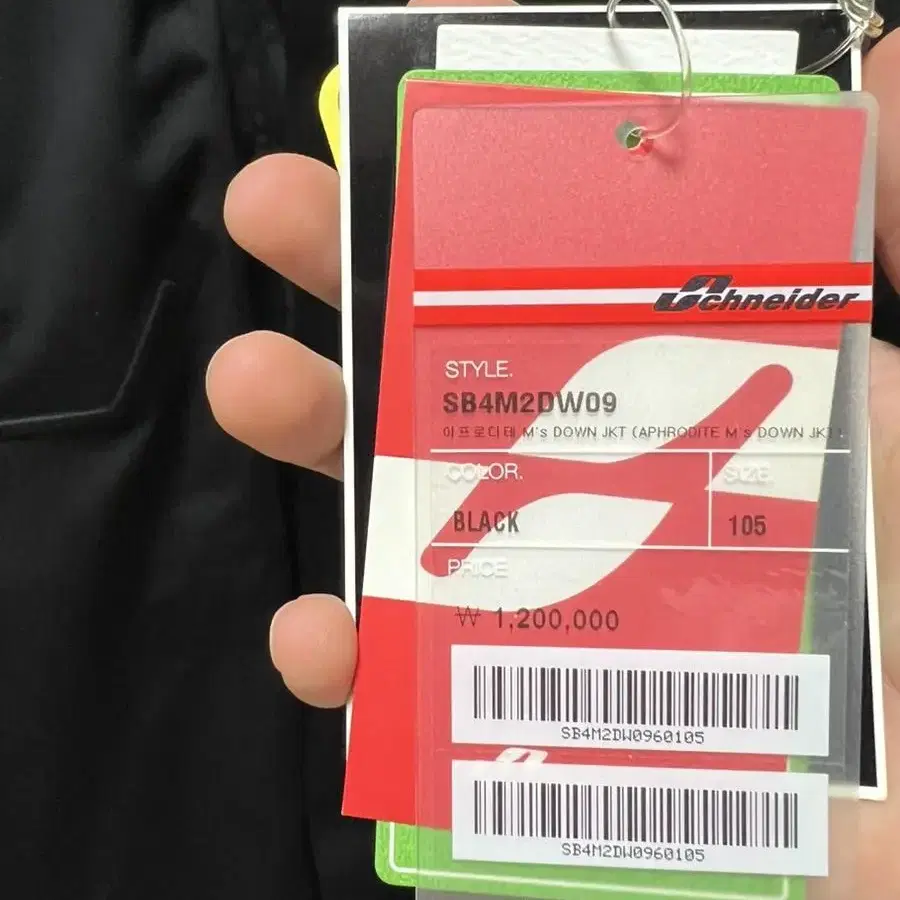 Schneider
STYLE.
SB4M2DW09
아프로디테 M's DOWN JKT (APHRODITE M's DOWN JKT)
COLOR. SIZE.
BLACK 105
PRICE
₩ 1,200,000
SB4M2DW0960105
SB4M2DW0960105